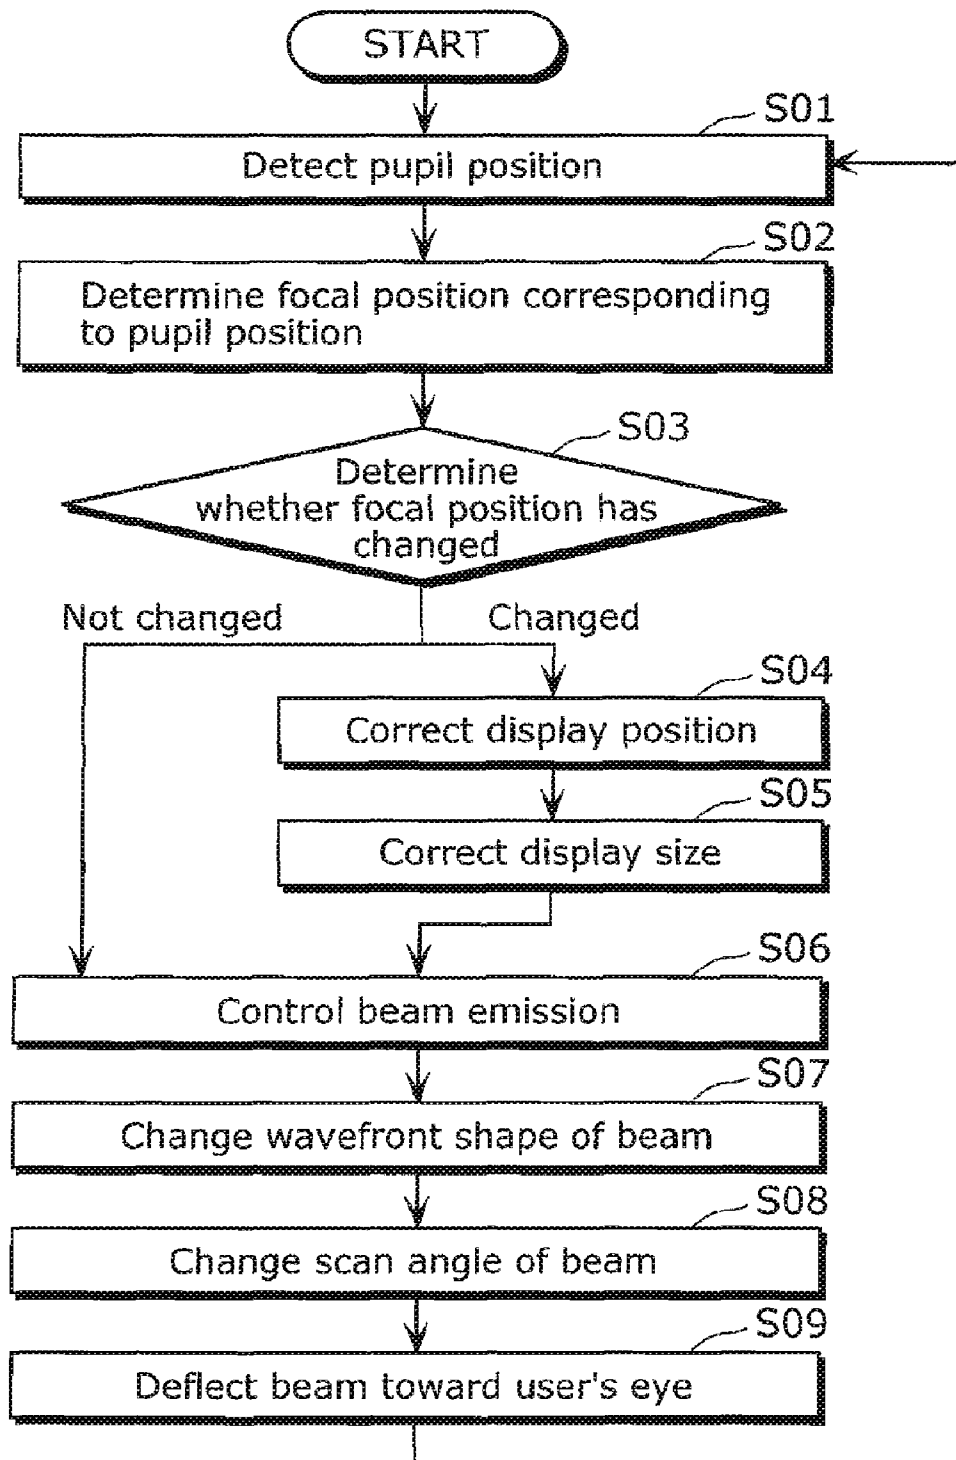 START
S01
Detect pupil position
S02
Determine focal position corresponding
to pupil position
S03
Determine
whether focal position has
changed
Not changed
Changed
S04
Correct display position
S05
Correct display size
S06
Control beam emission
S07
Change wavefront shape of beam
S08
Change scan angle of beam
S09
Deflect beam toward user's eye